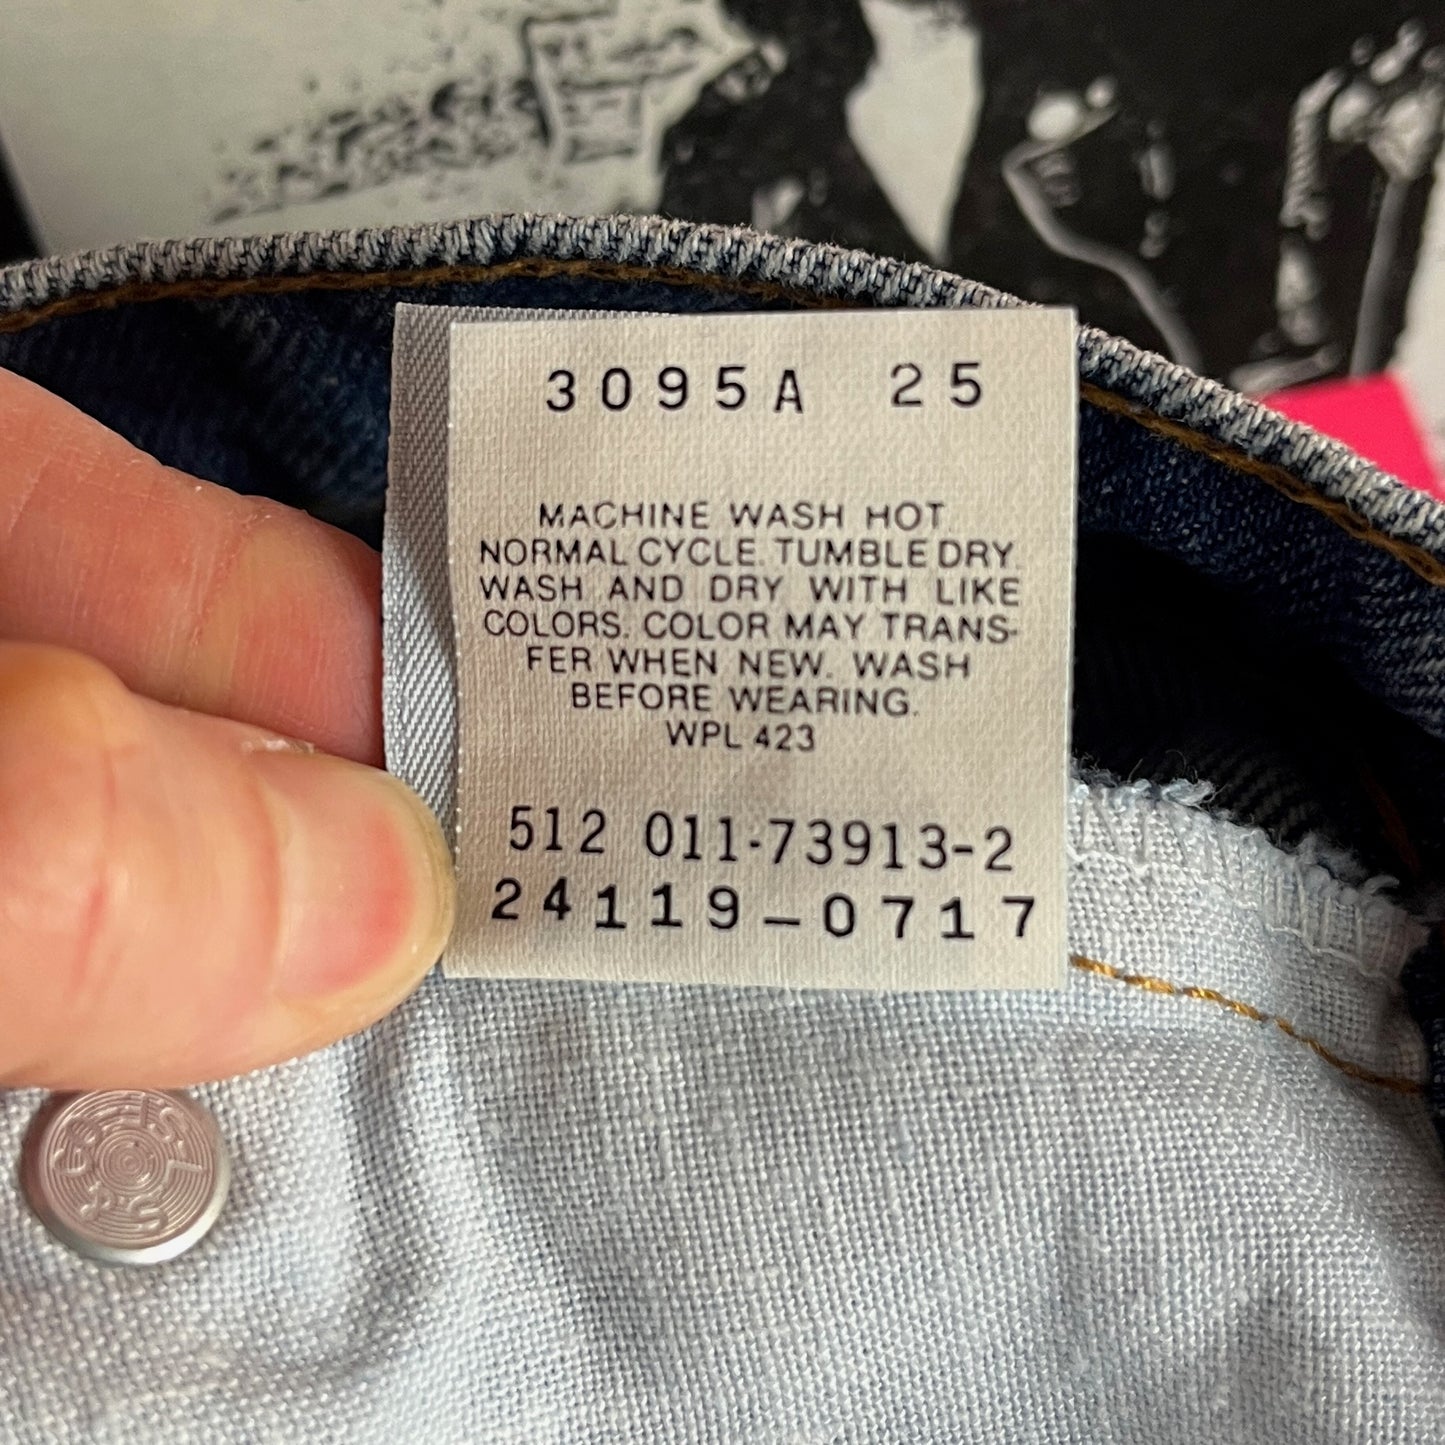 3095A 25
MACHINE WASH HOT
NORMAL CYCLE. TUMBLE DRY.
WASH AND DRY WITH LIKE
COLORS. COLOR MAY TRANS-
FER WHEN NEW. WASH
BEFORE WEARING.
WPL 423
512 011-73913-2
24119-0717